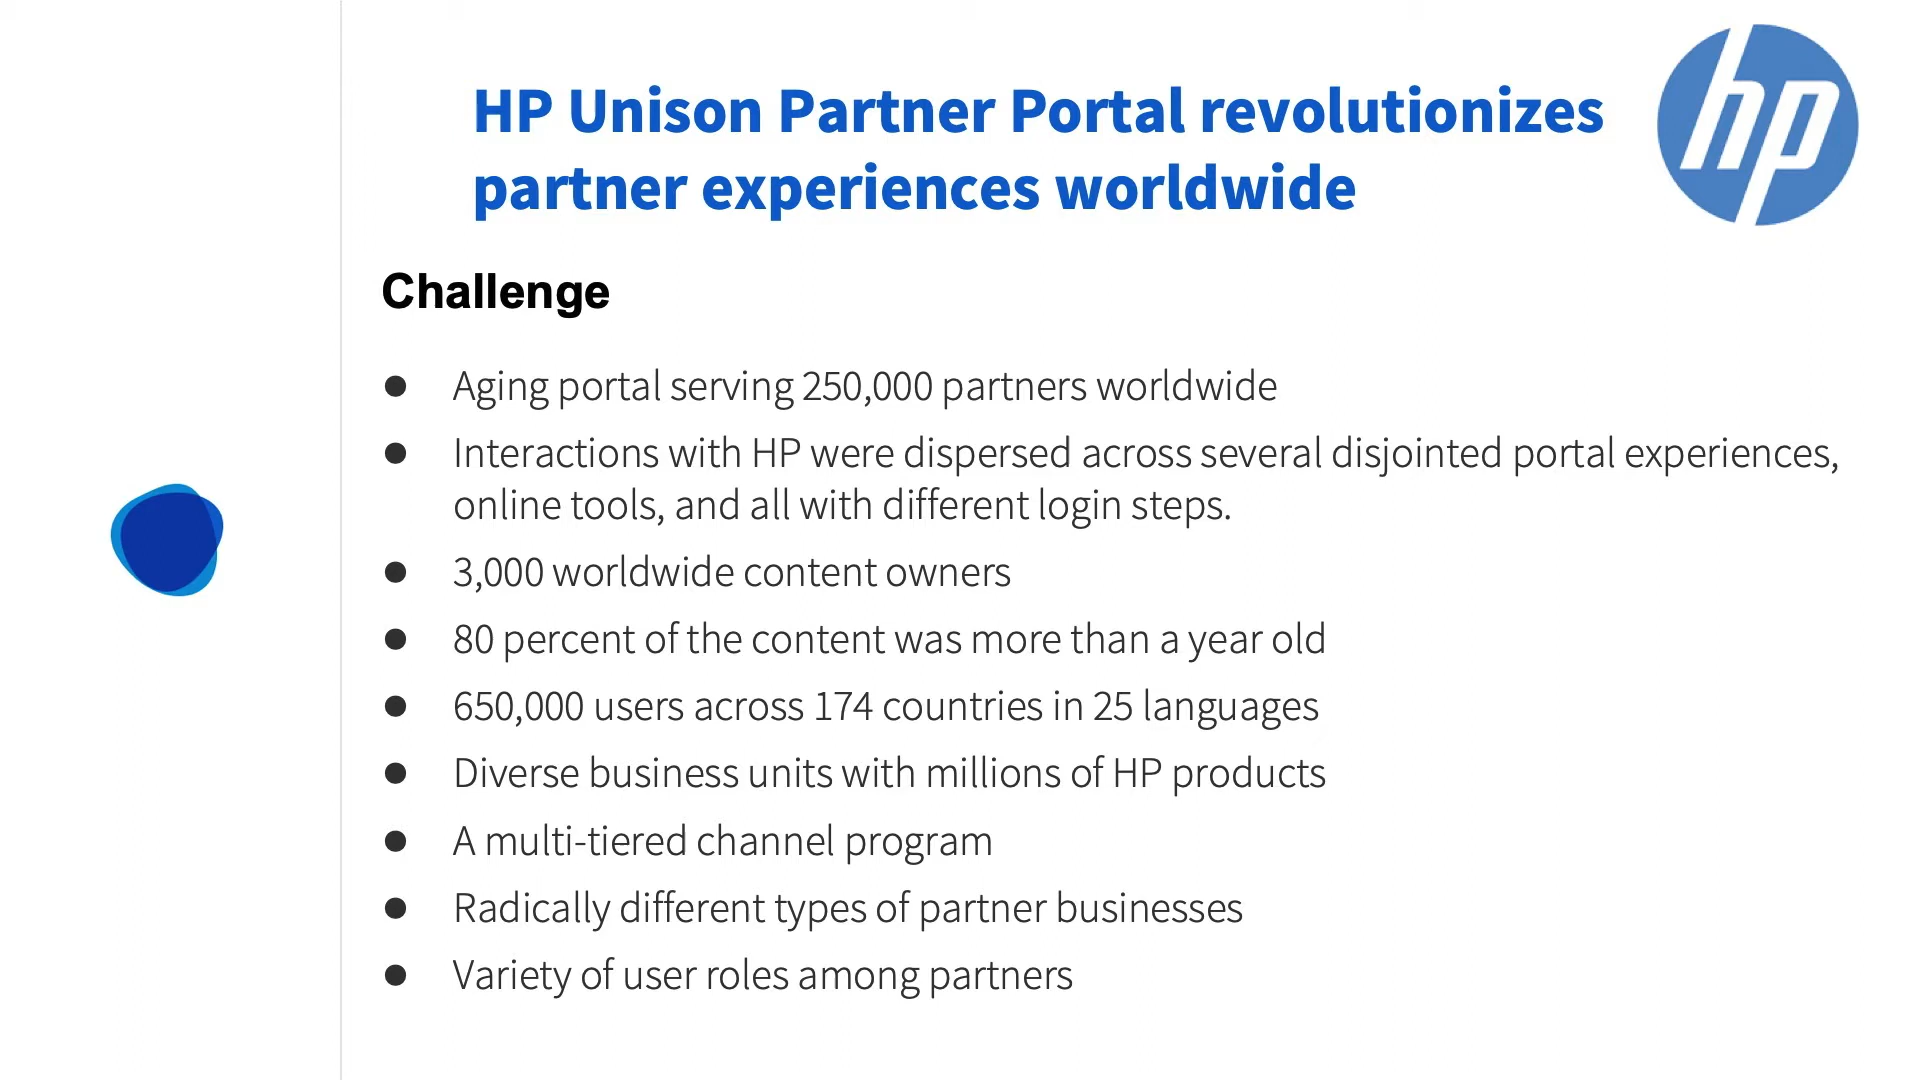 HP Unison Partner Portal revolutionizes
partner experiences worldwide
hp
Challenge
● Aging portal serving 250,000 partners worldwide
● Interactions with HP were dispersed across several disjointed portal experiences,
online tools, and all with different login steps.
● 3,000 worldwide content owners
● 80 percent of the content was more than a year old
● 650,000 users across 174 countries in 25 languages
● Diverse business units with millions of HP products
● A multi-tiered channel program
● Radically different types of partner businesses
● Variety of user roles among partners